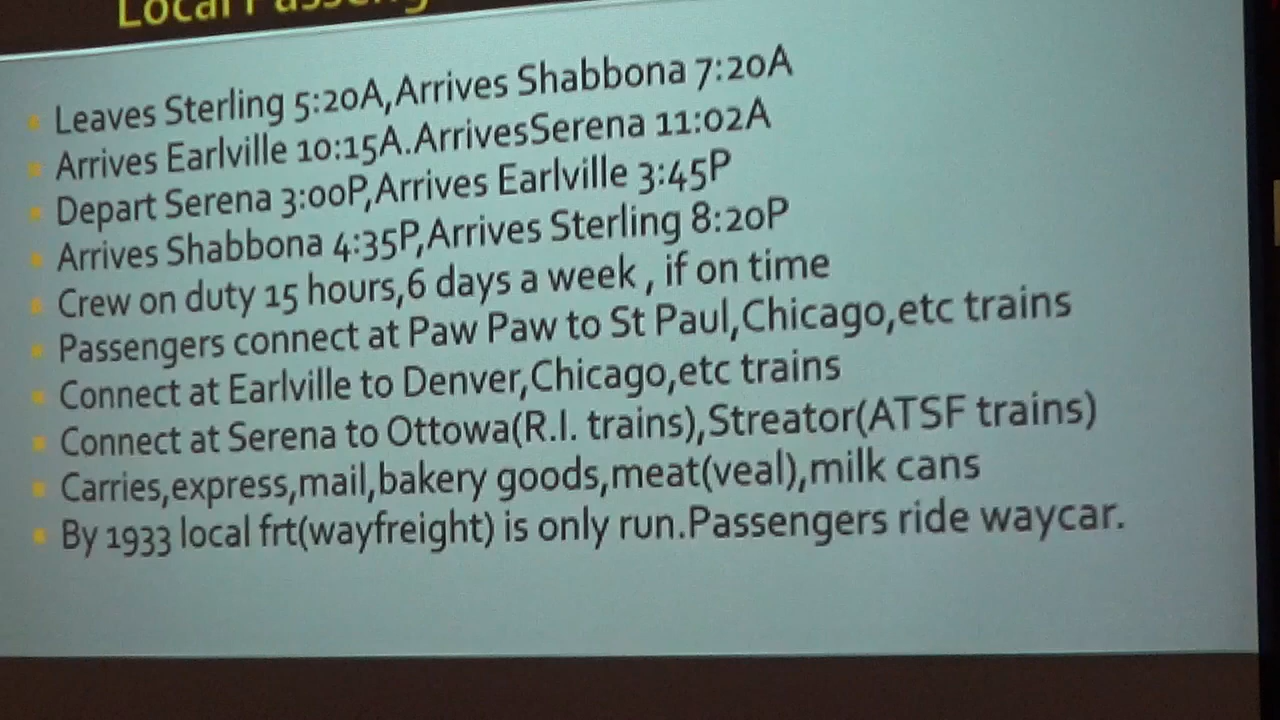 Local Passeng
Leaves Sterling 5:20A,Arrives Shabbona 7:20A
Arrives Earlville 10:15A.ArrivesSerena 11:02A
Depart Serena 3:00P,Arrives Earlville 3:45P
Arrives Shabbona 4:35P,Arrives Sterling 8:20P
Crew on duty 15 hours,6 days a week , if on time
Passengers connect at Paw Paw to St Paul,Chicago,etc trains
Connect at Earlville to Denver,Chicago,etc trains
Connect at Serena to Ottowa(R.I. trains),Streator(ATSF trains)
Carries,express,mail,bakery goods,meat(veal),milk cans
By 1933 local frt(wayfreight) is only run.Passengers ride waycar.